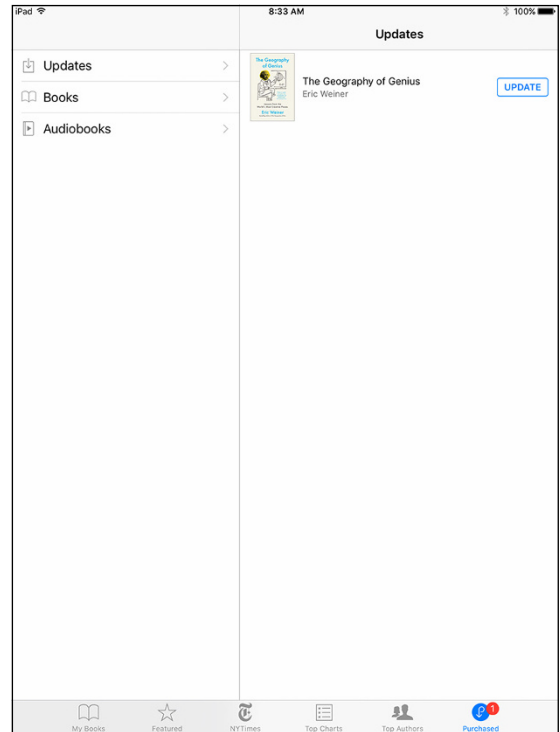 iPad
8:33 AM
100%
Updates
Updates
Books
Audiobooks
The Geography
of Genius
Eric Weiner
The Geography of Genius
Eric Weiner
UPDATE
My Books
Featured
NYTimes
Top Charts
Top Authors
Purchased
1